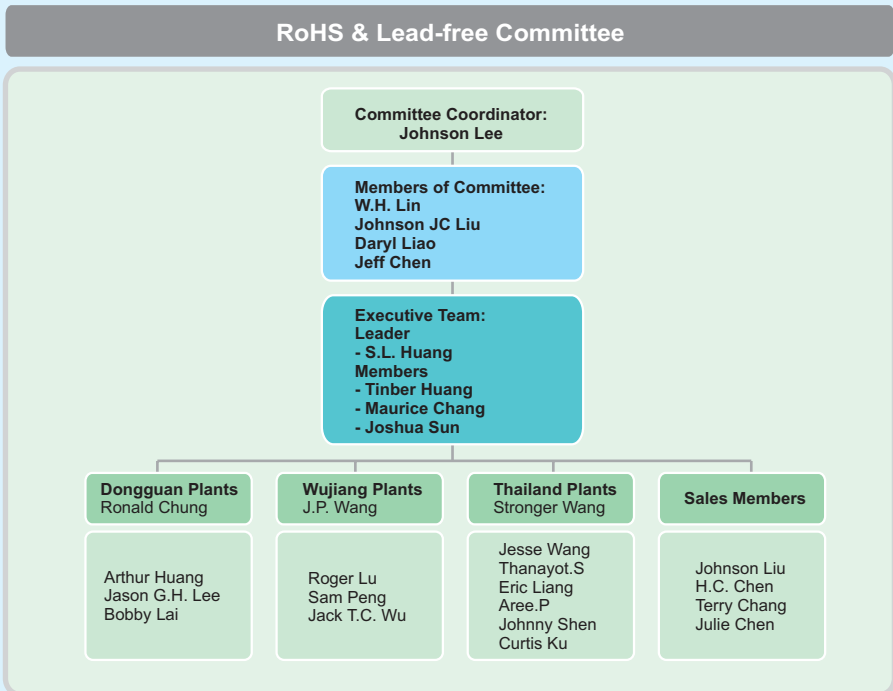 RoHS & Lead-free Committee
Committee Coordinator:
Johnson Lee
Members of Committee:
W.H. Lin
Johnson JC Liu
Daryl Liao
Jeff Chen
Executive Team:
Leader
- S.L. Huang
Members
- Tinber Huang
- Maurice Chang
- Joshua Sun
Dongguan Plants
Ronald Chung
Arthur Huang
Jason G.H. Lee
Bobby Lai
Wujiang Plants
J.P. Wang
Roger Lu
Sam Peng
Jack T.C. Wu
Thailand Plants
Stronger Wang
Jesse Wang
Thanayot.S
Eric Liang
Aree.P
Johnny Shen
Curtis Ku
Sales Members
Johnson Liu
H.C. Chen
Terry Chang
Julie Chen